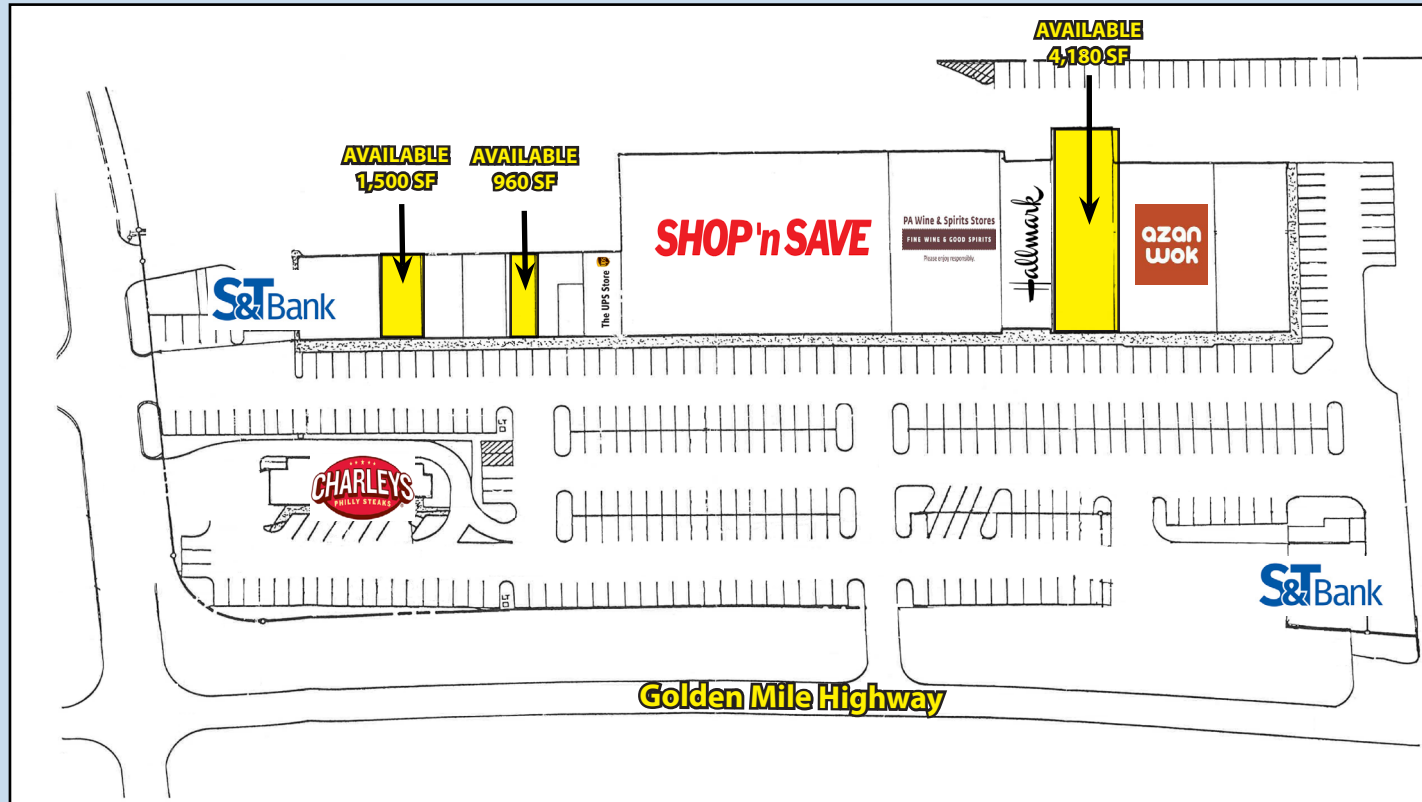 AVAILABLE
4,180 SF
AVAILABLE
1,500 SF
AVAILABLE
960 SF
S&T Bank
The UPS Store
SHOP 'n SAVE
PA Wine & Spirits Stores
FINE WINE & GOOD SPIRITS
Please enjoy responsibly.
Hallmark
azan
wok
CHARLEYS
PHILLY STEAKS
S&T Bank
Golden Mile Highway